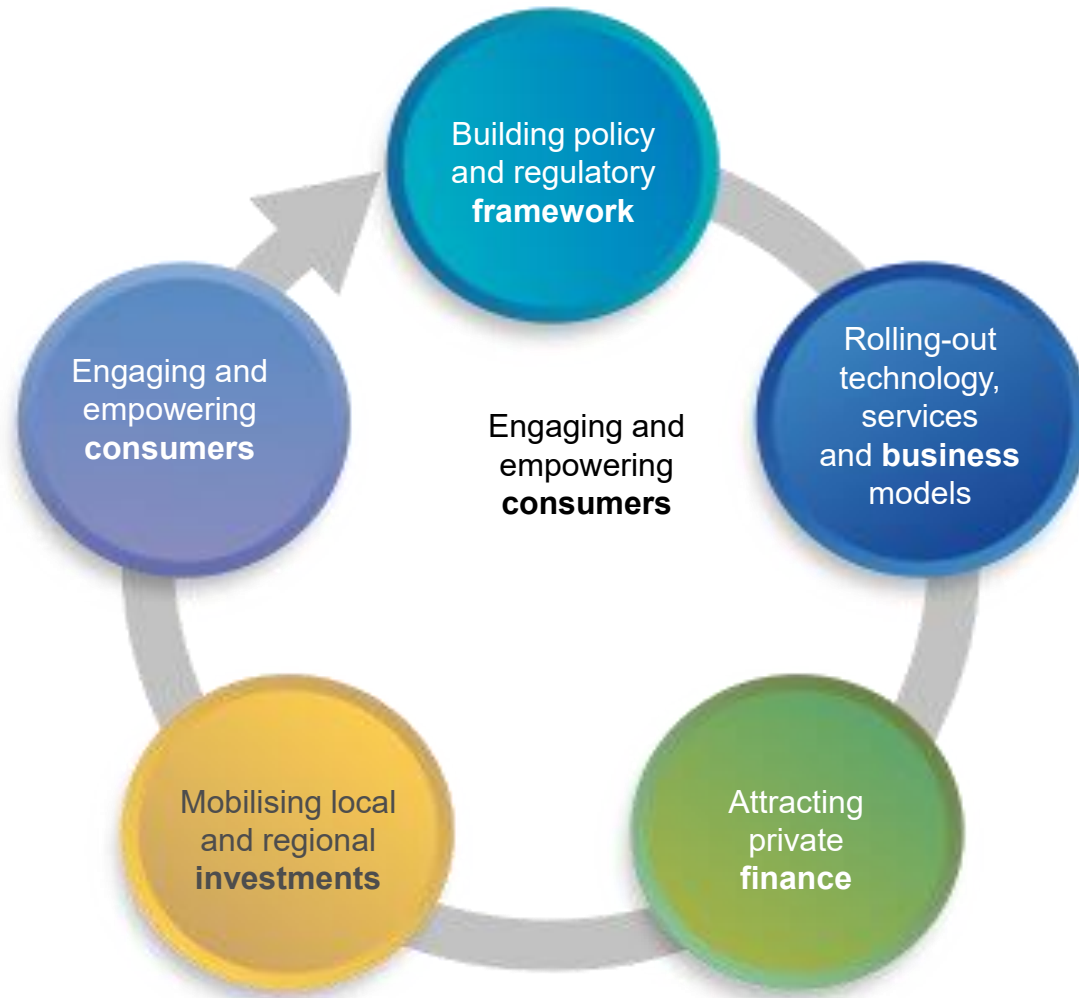 Building policy
and regulatory
framework
Rolling-out
technology,
services
and business
models
Engaging and
empowering
consumers
Engaging and
empowering
consumers
Mobilising local
and regional
investments
Attracting
private
finance